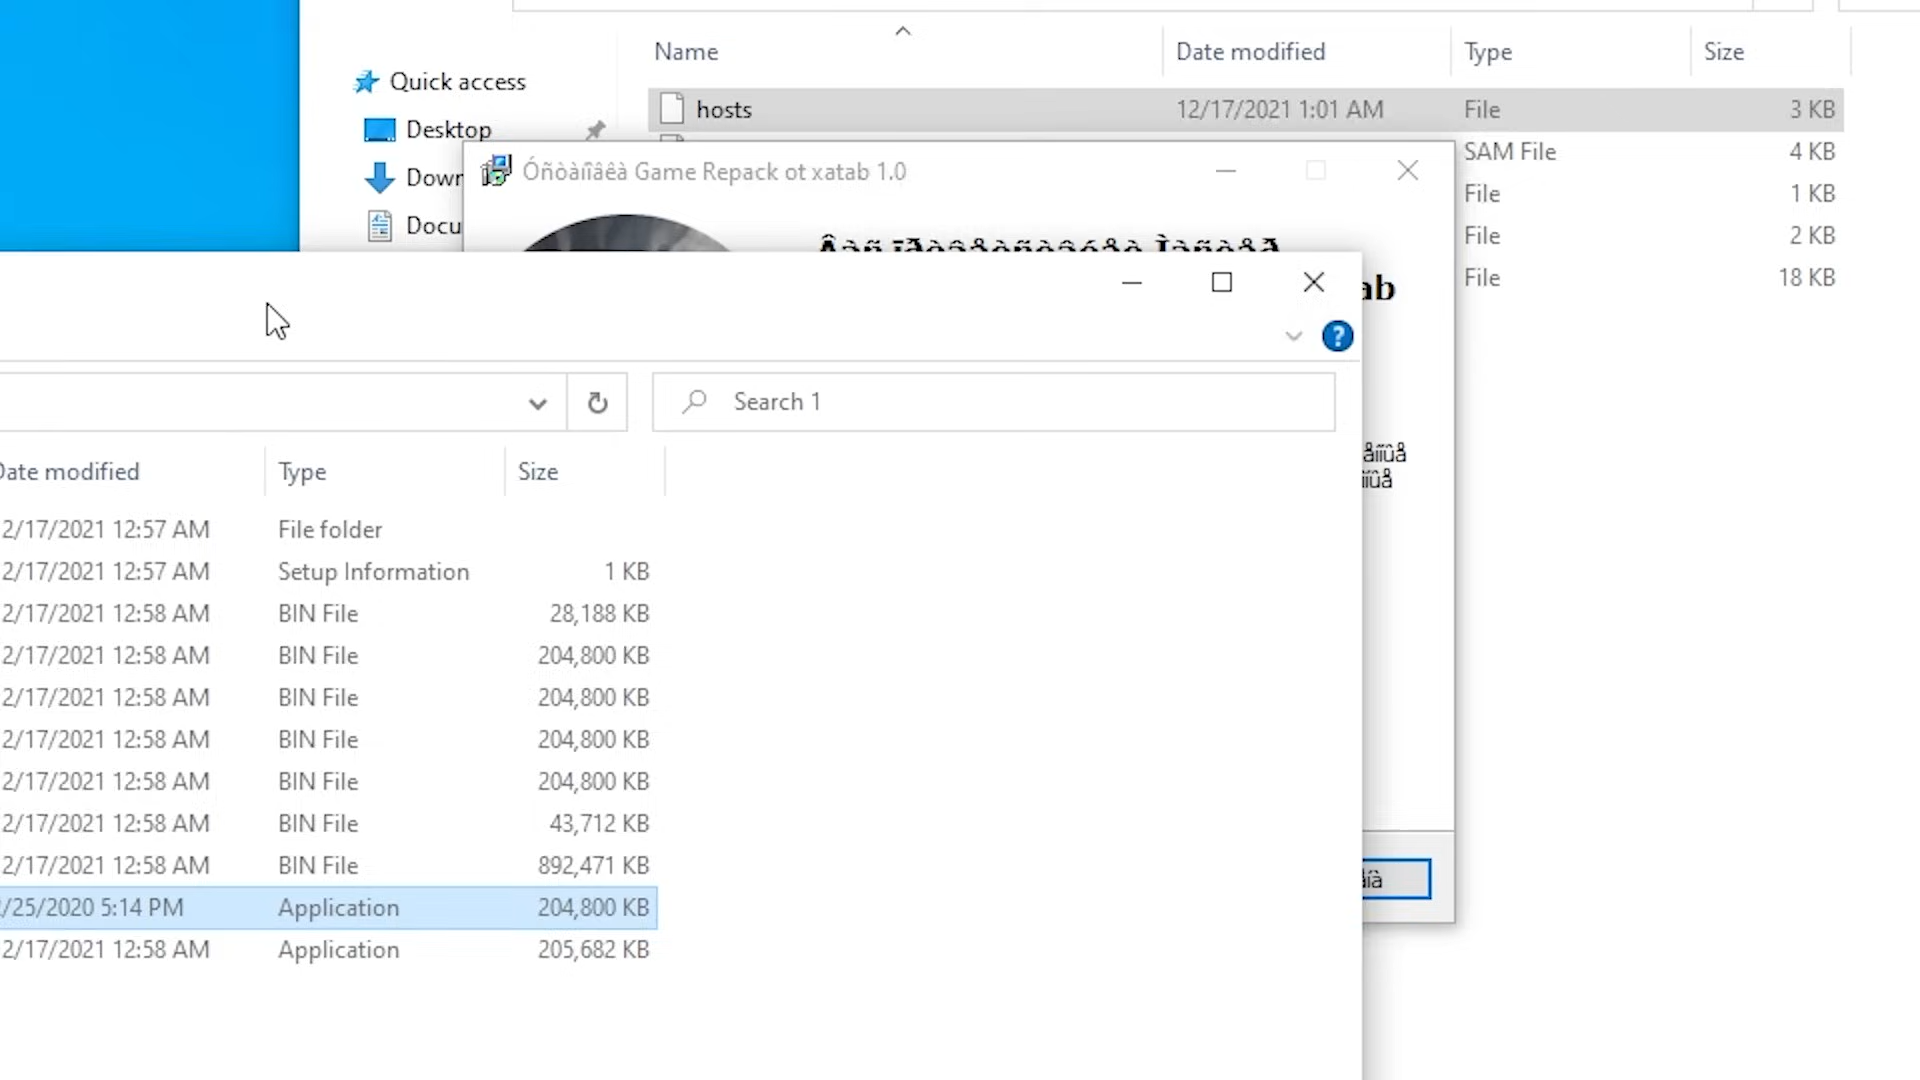 Name Date modified Type Size
Quick access
hosts 12/17/2021 1:01 AM File 3 KB
Desktop
SAM File 4 KB
Óñòàíîâêà Game Repack ot xatab 1.0
Down
File 1 KB
Docu
File 2 KB
File 18 KB
ab
Search 1
åííûå
ííûå
Date modified Type Size
2/17/2021 12:57 AM File folder
2/17/2021 12:57 AM Setup Information 1 KB
2/17/2021 12:58 AM BIN File 28,188 KB
2/17/2021 12:58 AM BIN File 204,800 KB
2/17/2021 12:58 AM BIN File 204,800 KB
2/17/2021 12:58 AM BIN File 204,800 KB
2/17/2021 12:58 AM BIN File 204,800 KB
2/17/2021 12:58 AM BIN File 43,712 KB
2/17/2021 12:58 AM BIN File 892,471 KB
/25/2020 5:14 PM Application 204,800 KB
2/17/2021 12:58 AM Application 205,682 KB